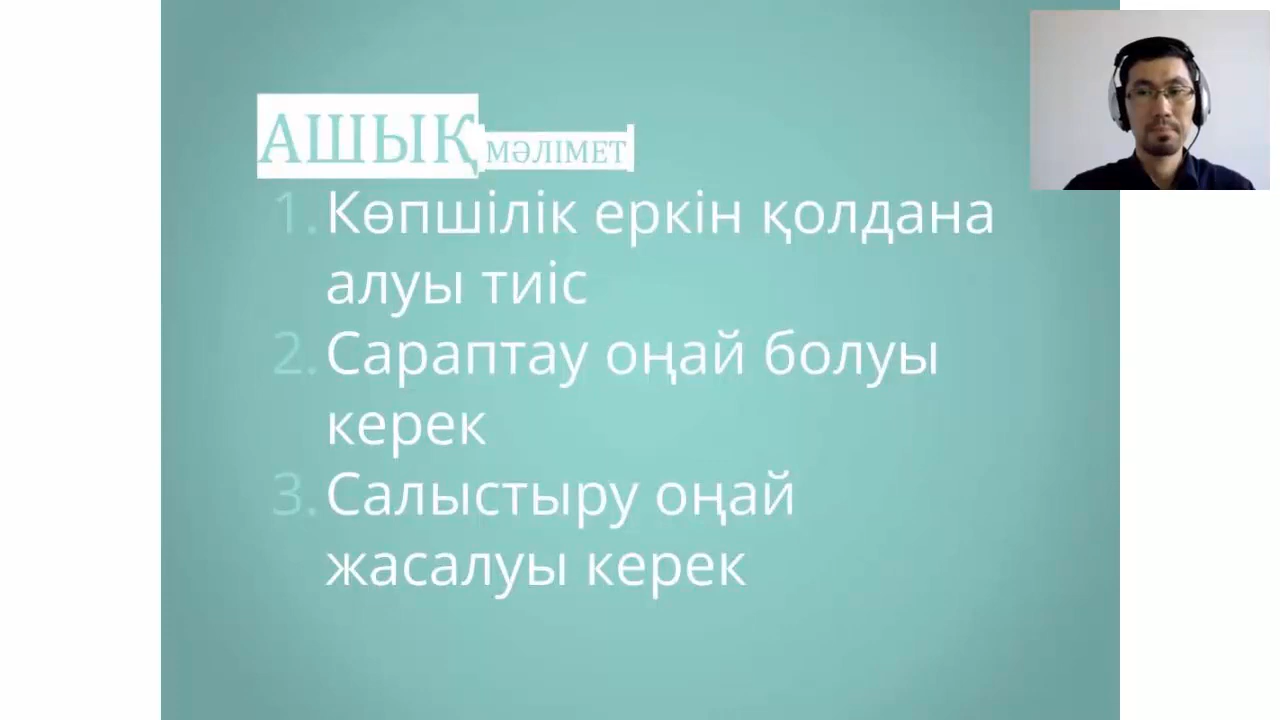 АШЫҚ МӘЛІМЕТ
1. Көпшілік еркін қолдана
алуы тиіс
2. Сараптау оңай болуы
керек
3. Салыстыру оңай
жасалуы керек